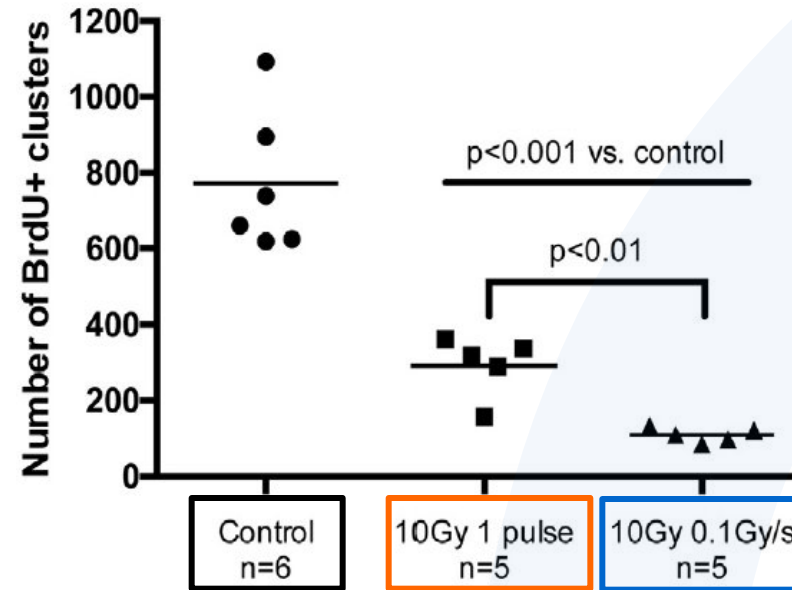 Number of BrdU+ clusters
1200
1000
800
600
400
200
0
p<0.001 vs. control
p<0.01
Control
n=6
10Gy 1 pulse
n=5
10Gy 0.1Gy/s
n=5